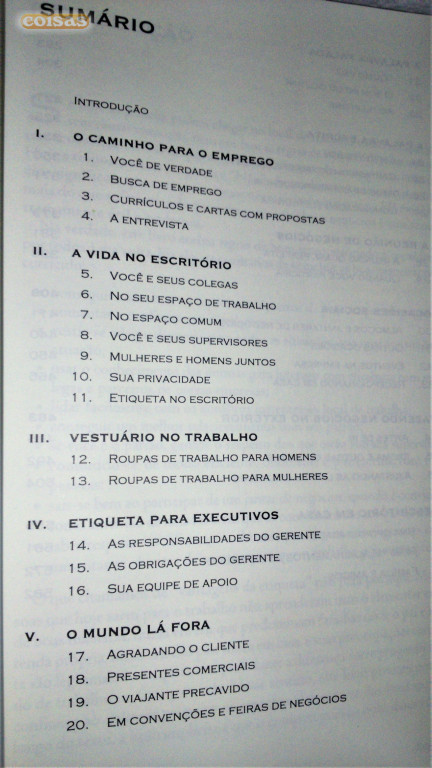 coisas
SUMÁRIO
INTRODUÇÃO
I. O CAMINHO PARA O EMPREGO
1. VOCÊ DE VERDADE
2. BUSCA DE EMPREGO
3. CURRÍCULOS E CARTAS COM PROPOSTAS
4. A ENTREVISTA
II. A VIDA NO ESCRITÓRIO
5. VOCÊ E SEUS COLEGAS
6. NO SEU ESPAÇO DE TRABALHO
7. NO ESPAÇO COMUM
8. VOCÊ E SEUS SUPERVISORES
9. MULHERES E HOMENS JUNTOS
10. SUA PRIVACIDADE
11. ETIQUETA NO ESCRITÓRIO
III. VESTUÁRIO NO TRABALHO
12. ROUPAS DE TRABALHO PARA HOMENS
13. ROUPAS DE TRABALHO PARA MULHERES
IV. ETIQUETA PARA EXECUTIVOS
14. AS RESPONSABILIDADES DO GERENTE
15. AS OBRIGAÇÕES DO GERENTE
16. SUA EQUIPE DE APOIO
V. O MUNDO LÁ FORA
17. AGRADANDO O CLIENTE
18. PRESENTES COMERCIAIS
19. O VIAJANTE PRECAVIDO
20. EM CONVENÇÕES E FEIRAS DE NEGÓCIOS